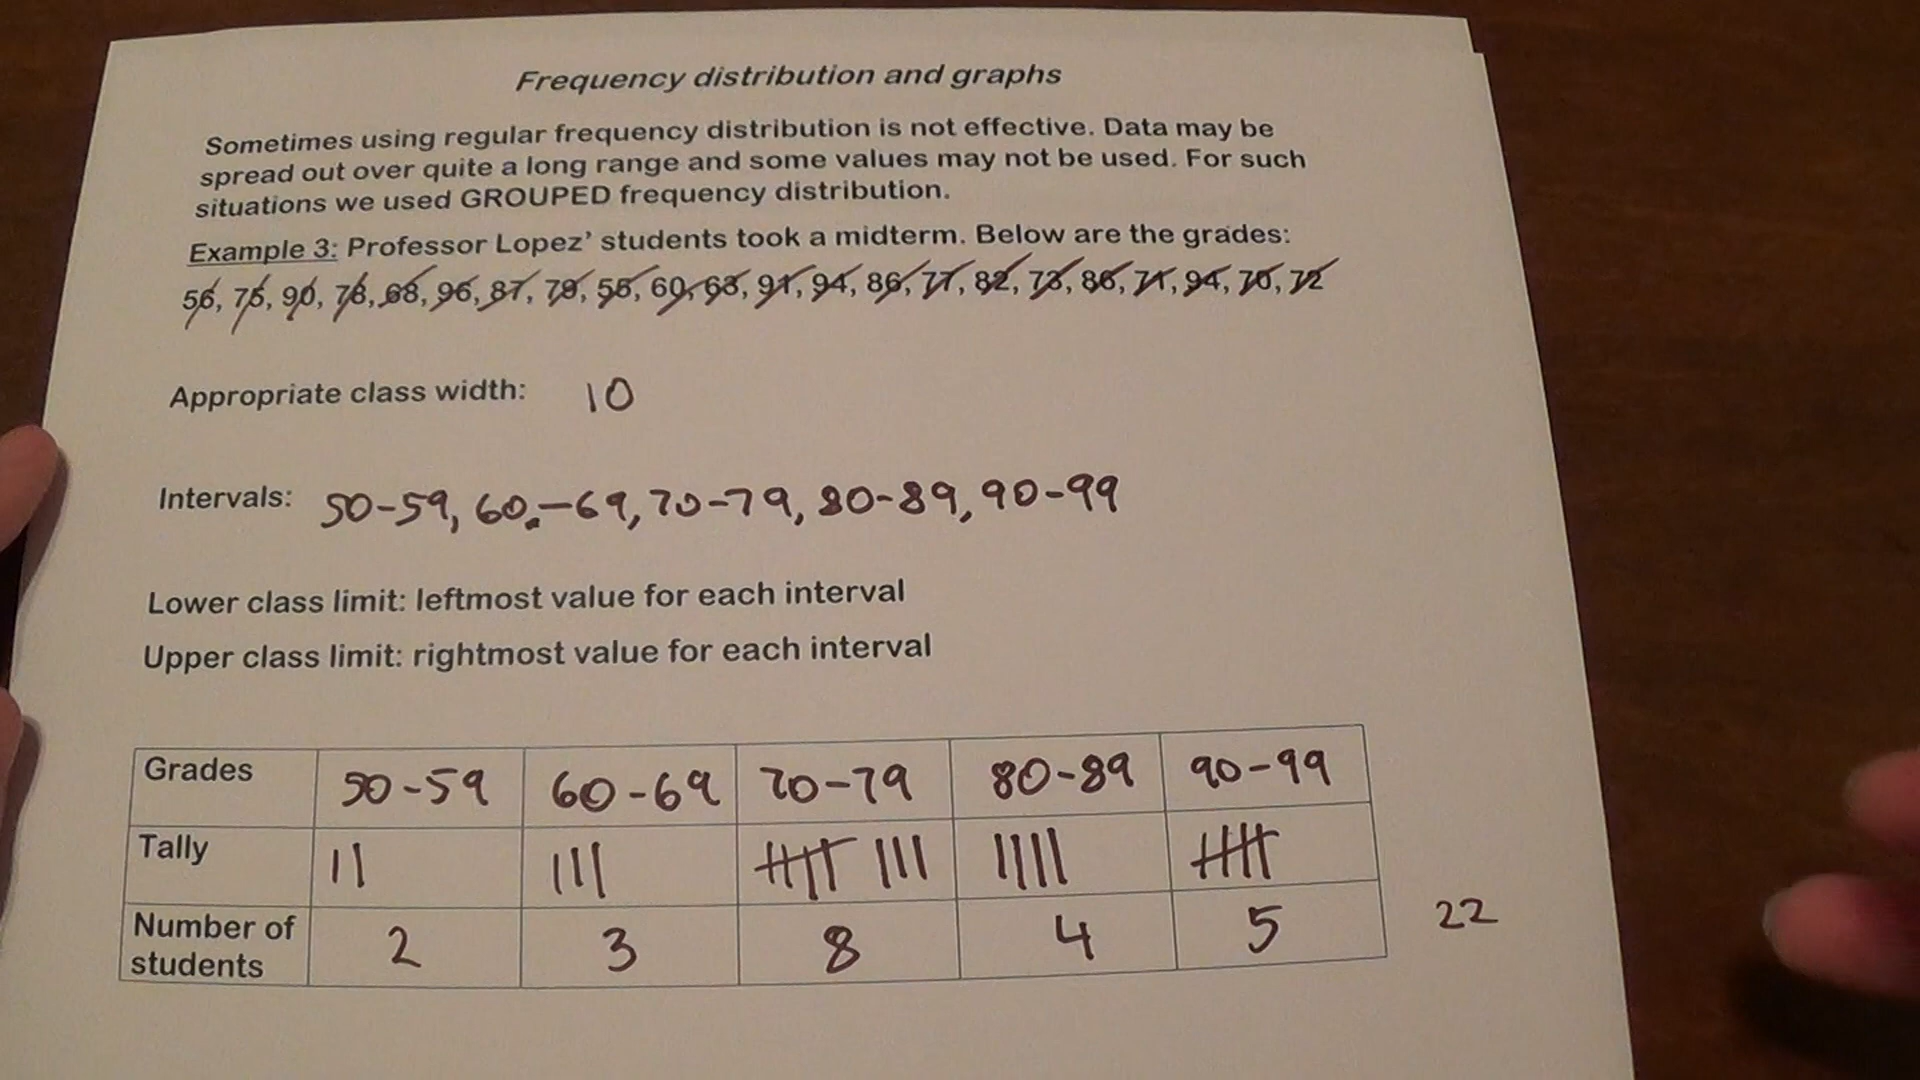 Frequency distribution and graphs
Sometimes using regular frequency distribution is not effective. Data may be
spread out over quite a long range and some values may not be used. For such
situations we used GROUPED frequency distribution.
Example 3: Professor Lopez' students took a midterm. Below are the grades:
56, 75, 90, 78, 68, 96, 87, 79, 55, 60, 63, 91, 94, 86, 77, 82, 73, 86, 71, 94, 70, 72
Appropriate class width: 10
Intervals: 50-59, 60-69, 70-79, 80-89, 90-99
Lower class limit: leftmost value for each interval
Upper class limit: rightmost value for each interval
Grades 50-59 60-69 70-79 80-89 90-99
Tally
Number of
students 2 3 8 4 5 22